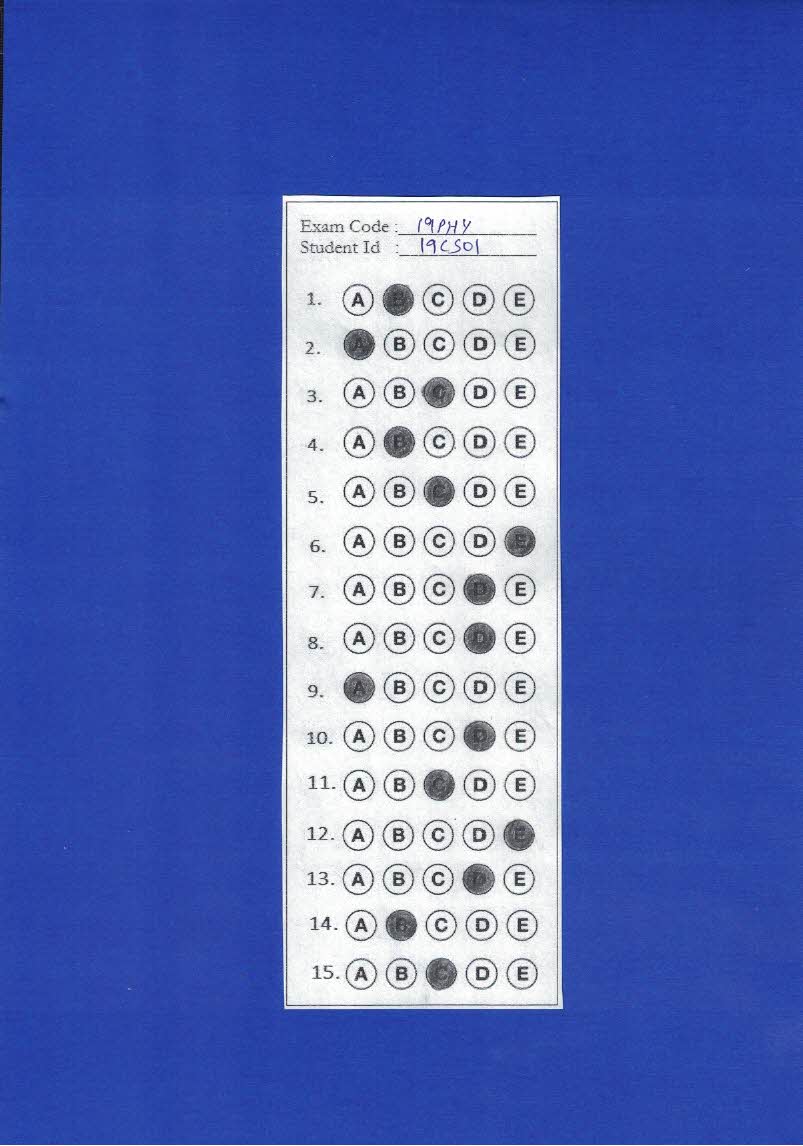 Exam Code : 19PHY
Student Id : 19CS01
1. A B C D E
2. A B C D E
3. A B C D E
4. A B C D E
5. A B C D E
6. A B C D E
7. A B C D E
8. A B C D E
9. A B C D E
10. A B C D E
11. A B C D E
12. A B C D E
13. A B C D E
14. A B C D E
15. A B C D E